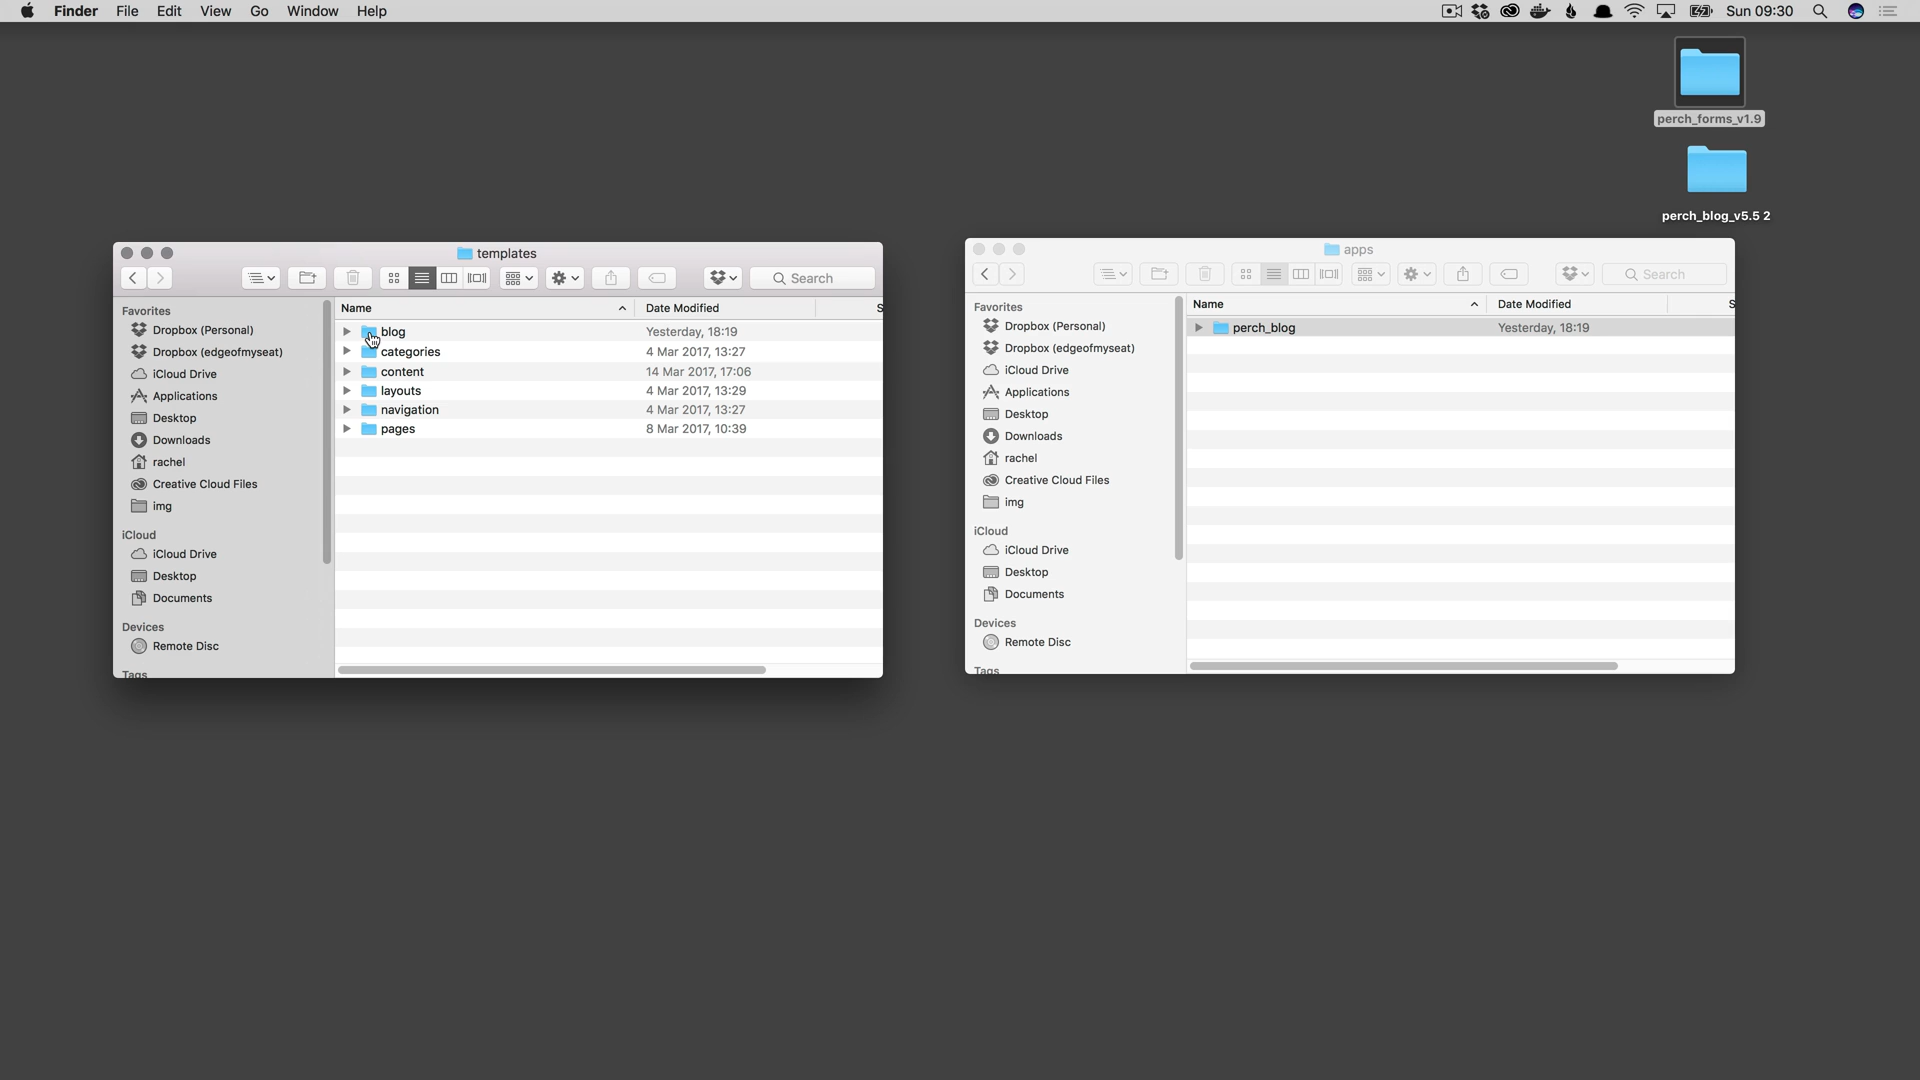 Finder File Edit View Go Window Help Sun 09:30
perch_forms_v1.9
perch_blog_v5.5 2
templates
Search
Favorites
Dropbox (Personal)
Dropbox (edgeofmyseat)
iCloud Drive
Applications
Desktop
Downloads
rachel
Creative Cloud Files
img
iCloud
iCloud Drive
Desktop
Documents
Devices
Remote Disc
Tags
Name Date Modified S
blog Yesterday, 18:19
categories 4 Mar 2017, 13:27
content 14 Mar 2017, 17:06
layouts 4 Mar 2017, 13:29
navigation 4 Mar 2017, 13:27
pages 8 Mar 2017, 10:39
apps
Search
Favorites
Dropbox (Personal)
Dropbox (edgeofmyseat)
iCloud Drive
Applications
Desktop
Downloads
rachel
Creative Cloud Files
img
iCloud
iCloud Drive
Desktop
Documents
Devices
Remote Disc
Tags
Name Date Modified S
perch_blog Yesterday, 18:19